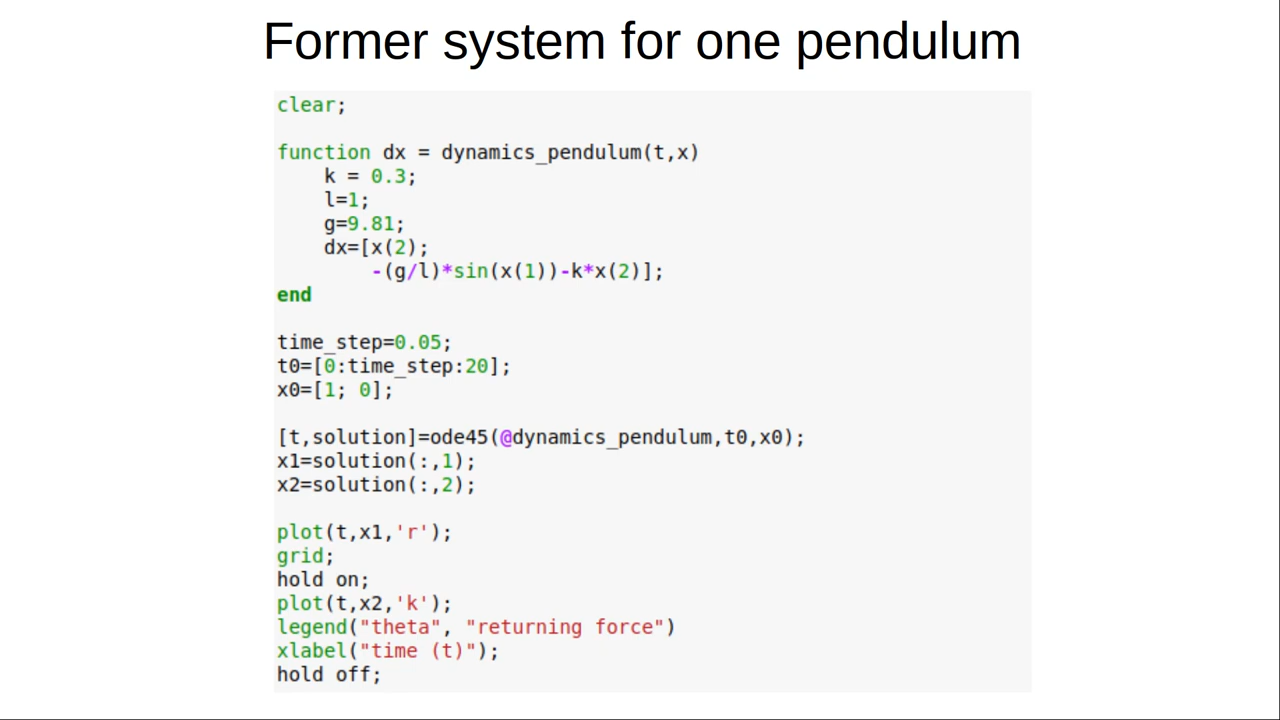 Former system for one pendulum
clear;
function dx = dynamics_pendulum(t,x)
k = 0.3;
l=1;
g=9.81;
dx=[x(2);
-(g/l)*sin(x(1))-k*x(2)];
end
time_step=0.05;
t0=[0:time_step:20];
x0=[1; 0];
[t,solution]=ode45(@dynamics_pendulum,t0,x0);
x1=solution(:,1);
x2=solution(:,2);
plot(t,x1,'r');
grid;
hold on;
plot(t,x2,'k');
legend("theta", "returning force")
xlabel("time (t)");
hold off;